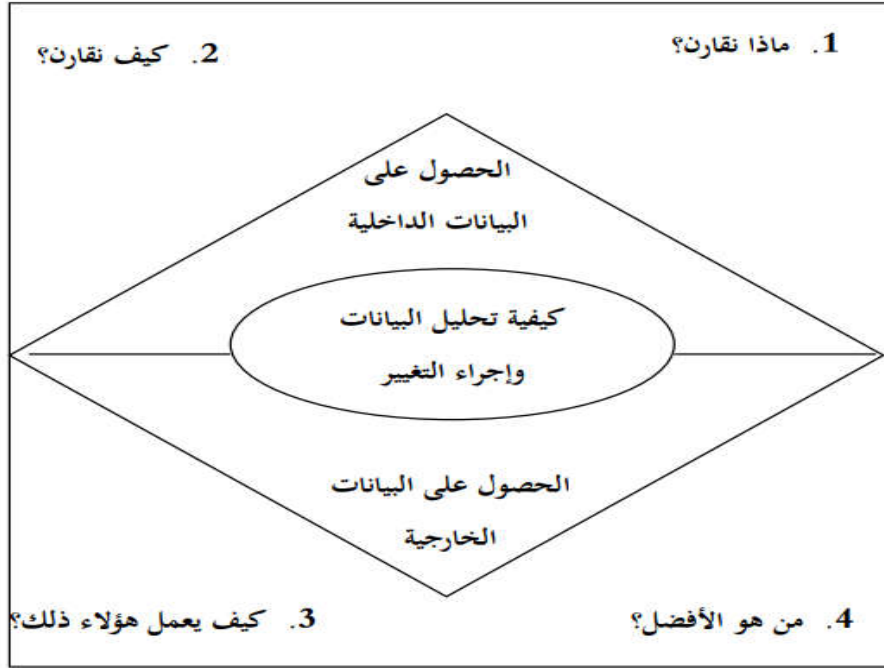 1. ماذا نقارن؟
2. كيف نقارن؟
الحصول على
البيانات الداخلية
كيفية تحليل البيانات
وإجراء التغيير
الحصول على البيانات
الخارجية
4. من هو الأفضل؟
3. كيف يعمل هؤلاء ذلك؟